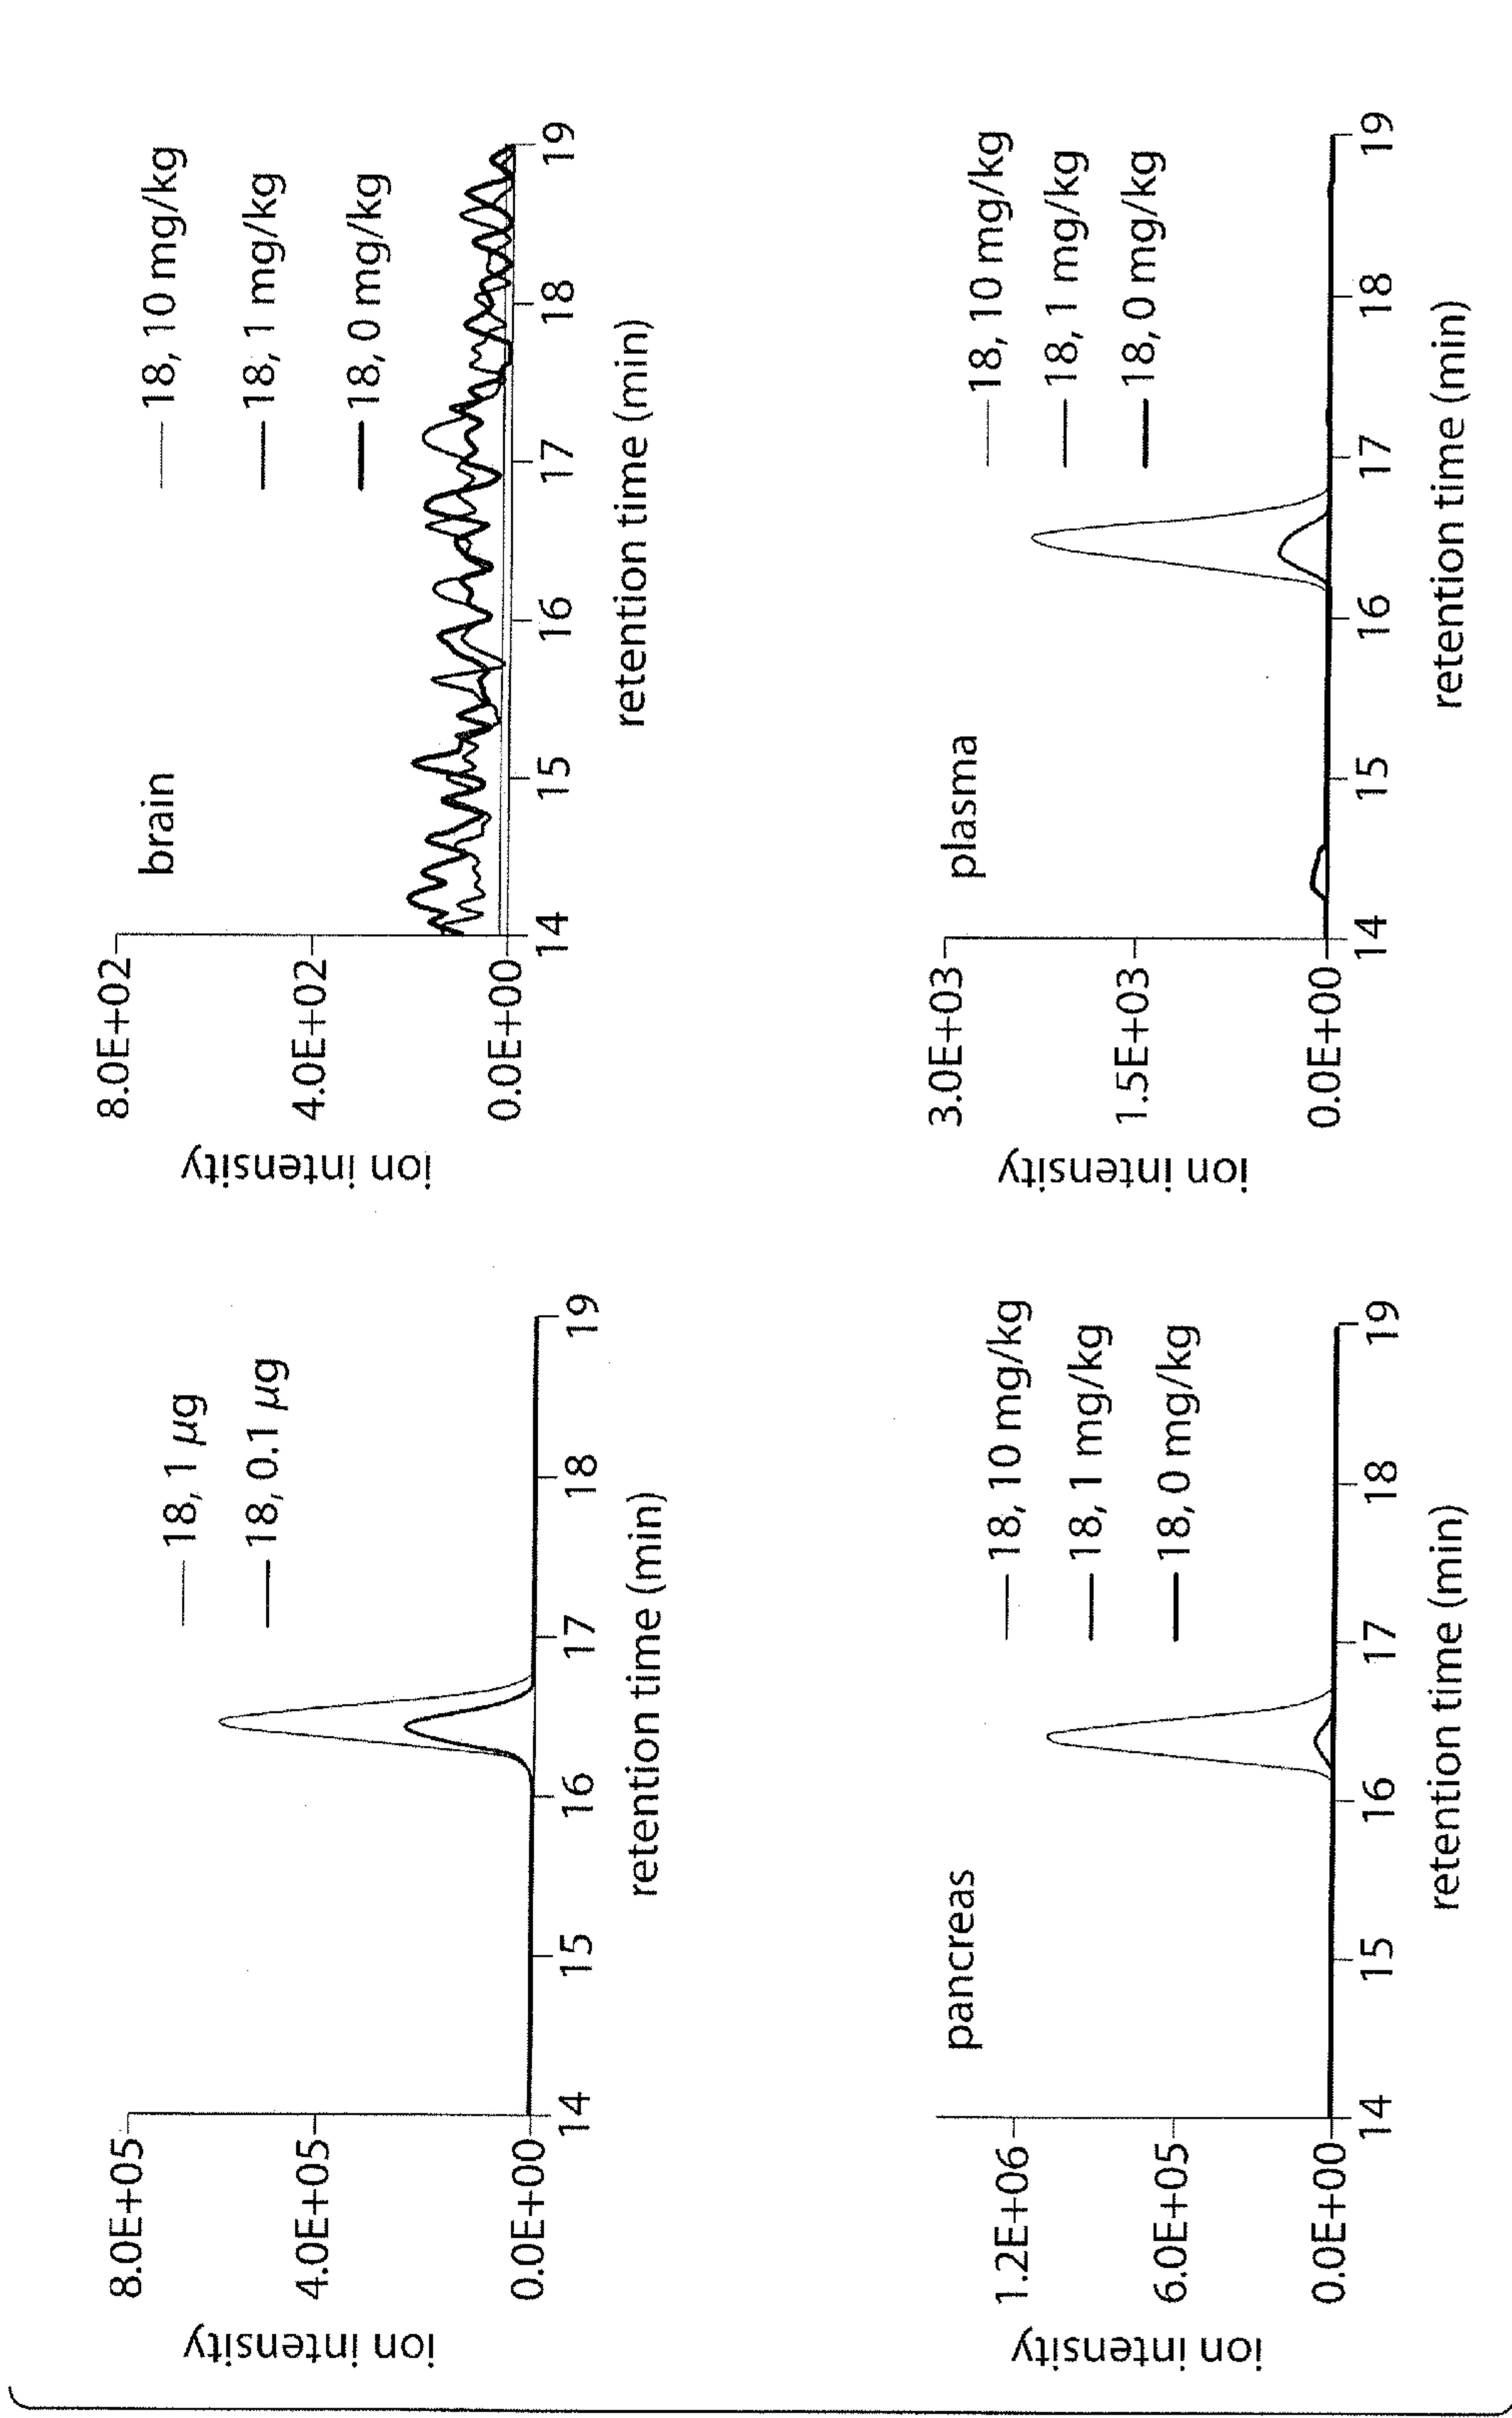 8.0E+05
4.0E+05
0.0E+00
ion intensity
18, 1 µg
18, 0.1 µg
14
15
16
17
18
19
retention time (min)
brain
8.0E+02
4.0E+02
0.0E+00
ion intensity
18, 10 mg/kg
18, 1 mg/kg
18, 0 mg/kg
14
15
16
17
18
19
retention time (min)
pancreas
1.2E+06
6.0E+05
0.0E+00
ion intensity
18, 10 mg/kg
18, 1 mg/kg
18, 0 mg/kg
14
15
16
17
18
19
retention time (min)
plasma
3.0E+03
1.5E+03
0.0E+00
ion intensity
18, 10 mg/kg
18, 1 mg/kg
18, 0 mg/kg
14
15
16
17
18
19
retention time (min)